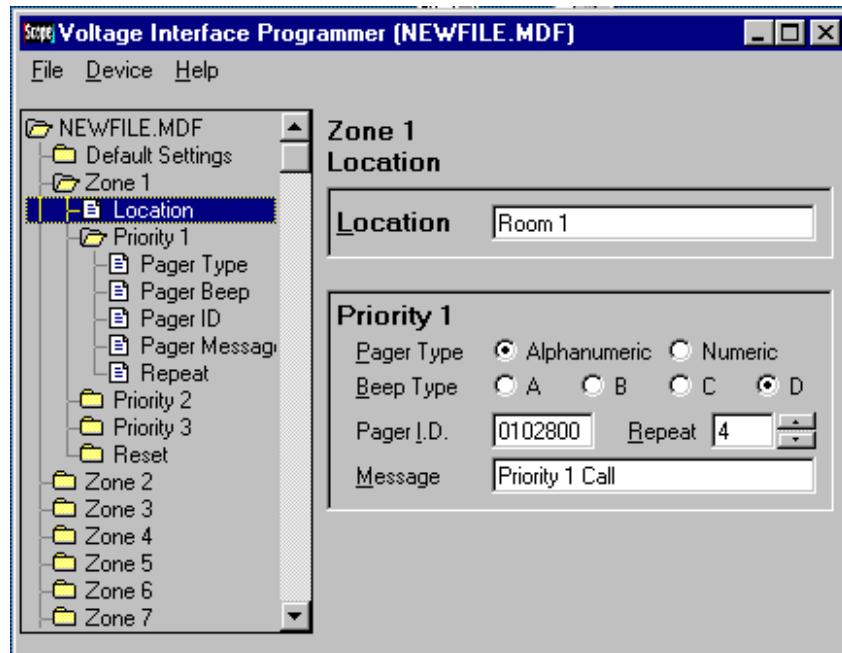 Scope Voltage Interface Programmer (NEWFILE.MDF)
File Device Help
NEWFILE.MDF
Default Settings
Zone 1
Location
Priority 1
Pager Type
Pager Beep
Pager ID
Pager Messag
Repeat
Priority 2
Priority 3
Reset
Zone 2
Zone 3
Zone 4
Zone 5
Zone 6
Zone 7
Zone 1
Location
Location Room 1
Priority 1
Pager Type Alphanumeric Numeric
Beep Type A B C D
Pager I.D. 0102800 Repeat 4
Message Priority 1 Call